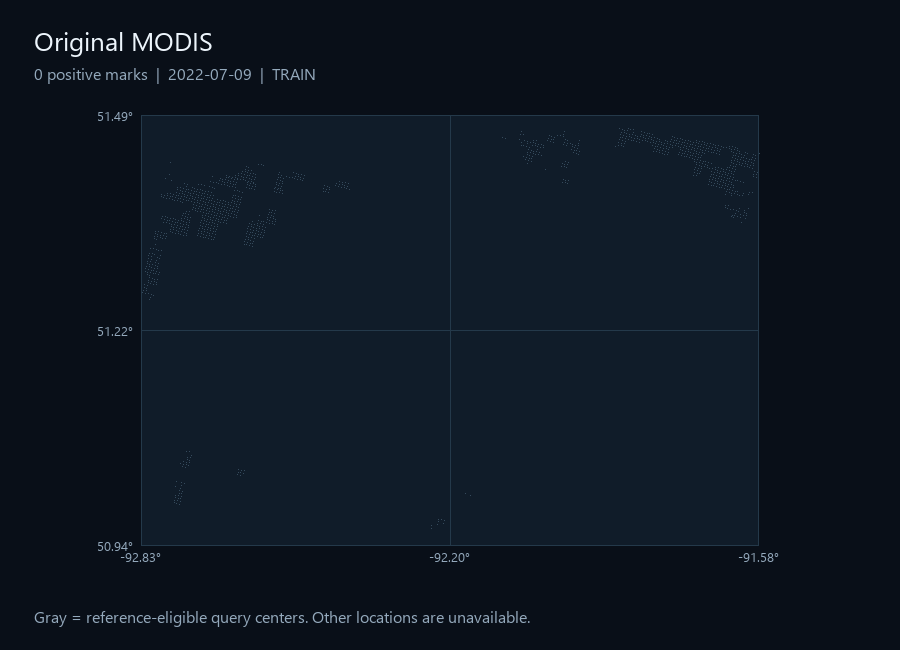 Original MODIS
0 positive marks | 2022-07-09 | TRAIN
51.49°
51.22°
50.94°
-92.83°
-92.20°
-91.58°
Gray = reference-eligible query centers. Other locations are unavailable.